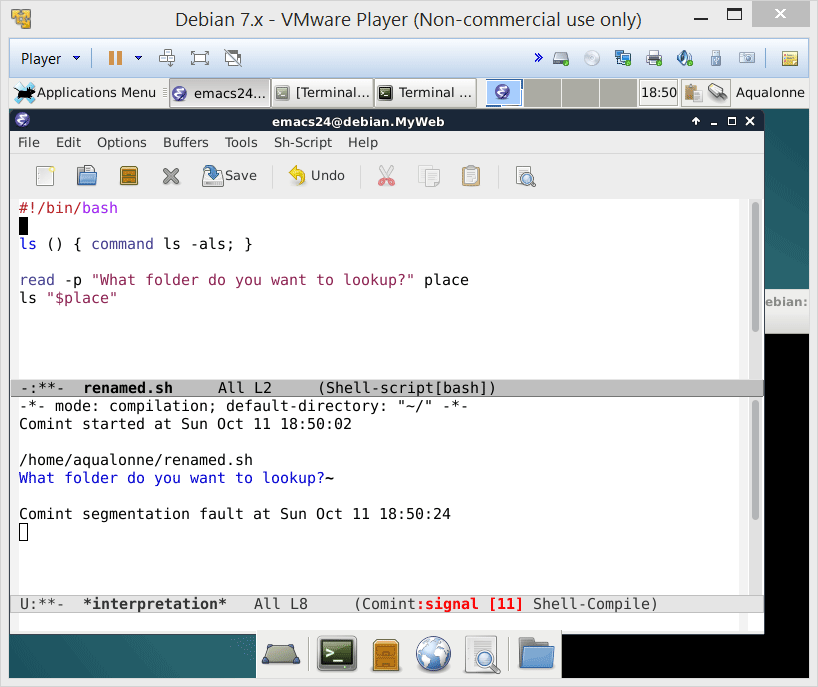 Debian 7.x - VMware Player (Non-commercial use only)
Player
Applications Menu emacs24... [Terminal... Terminal ... 18:50 Aqualonne
emacs24@debian.MyWeb
File Edit Options Buffers Tools Sh-Script Help
Save Undo
#!/bin/bash
ls () { command ls -als; }
read -p "What folder do you want to lookup?" place
ls "$place"
ebian:
-:**- renamed.sh All L2 (Shell-script[bash])
-*- mode: compilation; default-directory: "~/" -*-
Comint started at Sun Oct 11 18:50:02
/home/aqualonne/renamed.sh
What folder do you want to lookup?~
Comint segmentation fault at Sun Oct 11 18:50:24
U:**- *interpretation* All L8 (Comint:signal [11] Shell-Compile)